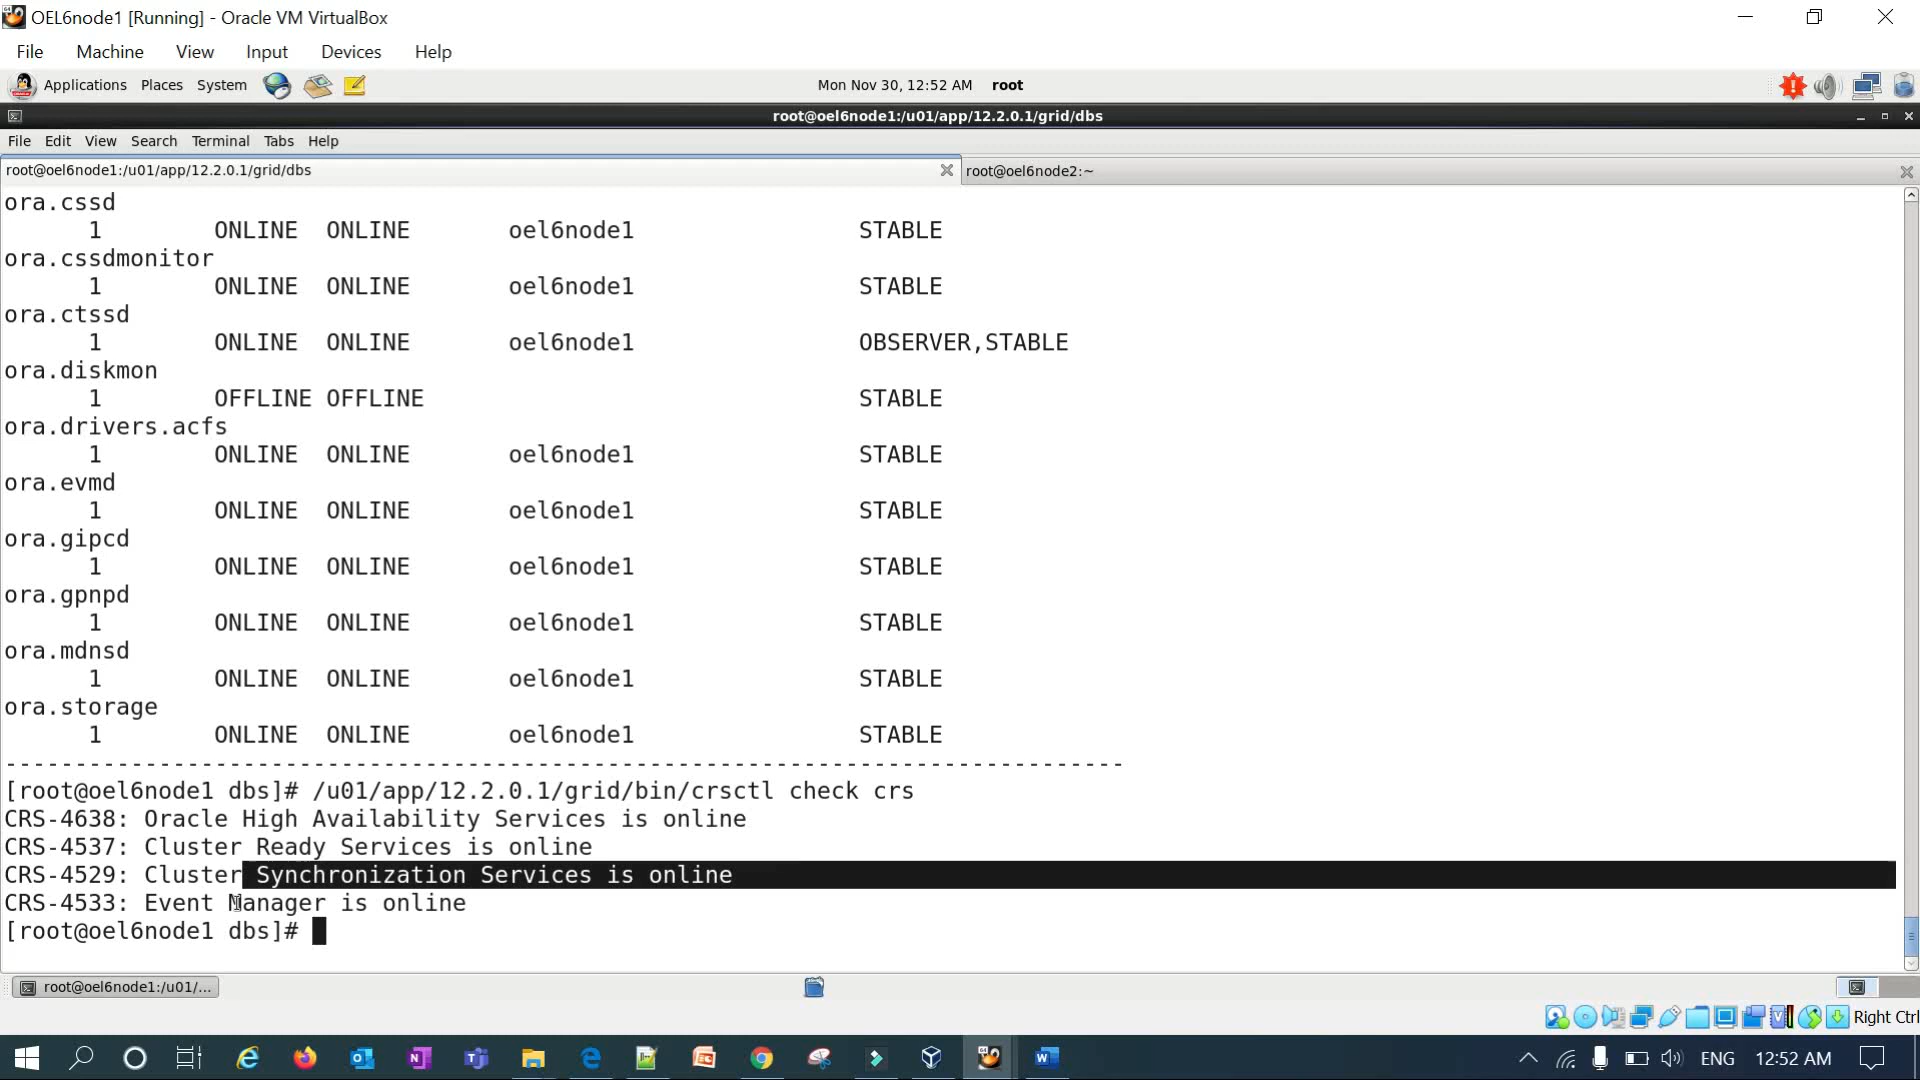 OEL6node1 [Running] - Oracle VM VirtualBox
File Machine View Input Devices Help
Applications Places System Mon Nov 30, 12:52 AM root
root@oel6node1:/u01/app/12.2.0.1/grid/dbs
File Edit View Search Terminal Tabs Help
root@oel6node1:/u01/app/12.2.0.1/grid/dbs root@oel6node2:~
ora.cssd
1 ONLINE ONLINE oel6node1 STABLE
ora.cssdmonitor
1 ONLINE ONLINE oel6node1 STABLE
ora.ctssd
1 ONLINE ONLINE oel6node1 OBSERVER,STABLE
ora.diskmon
1 OFFLINE OFFLINE STABLE
ora.drivers.acfs
1 ONLINE ONLINE oel6node1 STABLE
ora.evmd
1 ONLINE ONLINE oel6node1 STABLE
ora.gipcd
1 ONLINE ONLINE oel6node1 STABLE
ora.gpnpd
1 ONLINE ONLINE oel6node1 STABLE
ora.mdnsd
1 ONLINE ONLINE oel6node1 STABLE
ora.storage
1 ONLINE ONLINE oel6node1 STABLE
--------------------------------------------------------------------------------
[root@oel6node1 dbs]# /u01/app/12.2.0.1/grid/bin/crsctl check crs
CRS-4638: Oracle High Availability Services is online
CRS-4537: Cluster Ready Services is online
CRS-4529: Cluster Synchronization Services is online
CRS-4533: Event Manager is online
[root@oel6node1 dbs]#
root@oel6node1:/u01/...
Right Ctrl
ENG 12:52 AM